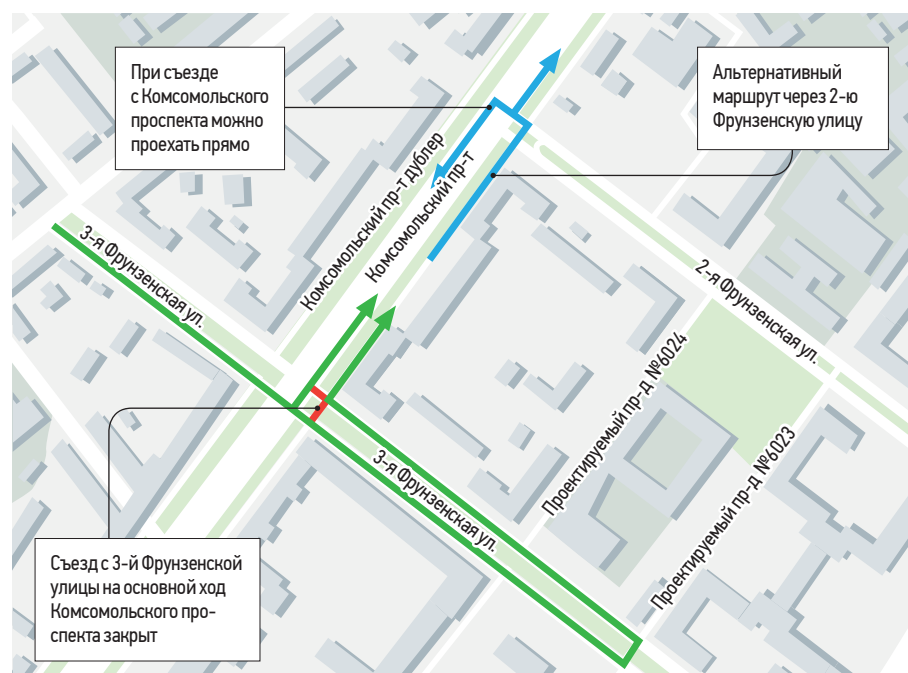 При съезде
с Комсомольского
проспекта можно
проехать прямо
Альтернативный
маршрут через 2-ю
Фрунзенскую улицу
Комсомольский пр-т дублер
Комсомольский пр-т
3-я Фрунзенская ул.
2-я Фрунзенская ул.
Проектируемый пр-д №6024
3-я Фрунзенская ул.
Проектируемый пр-д №6023
Съезд с 3-й Фрунзенской
улицы на основной ход
Комсомольского про-
спекта закрыт